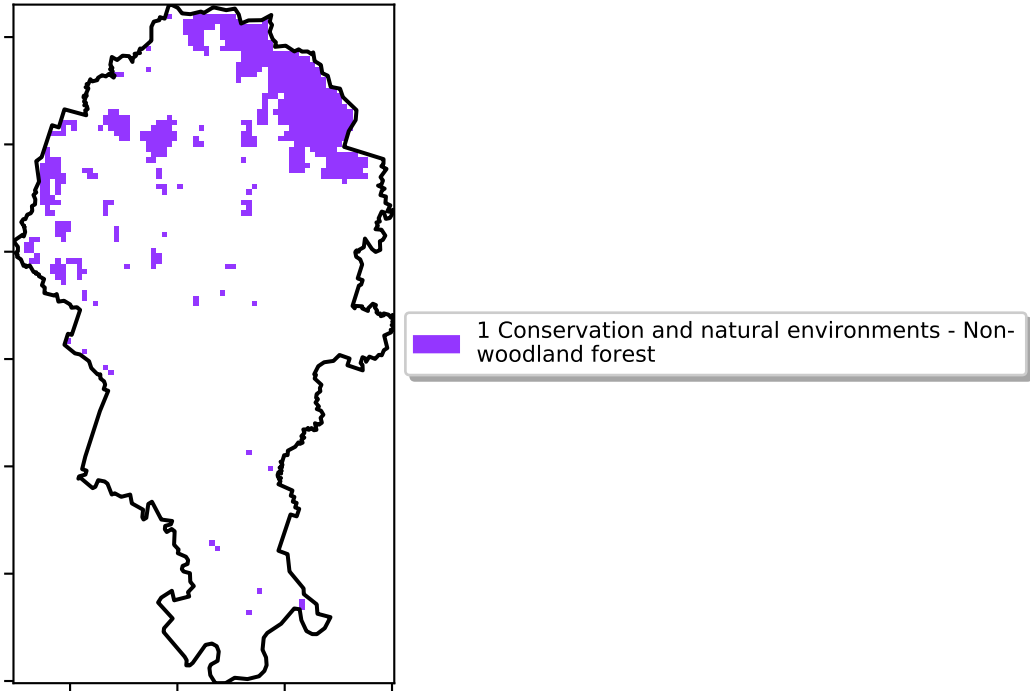 1 Conservation and natural environments - Non-
woodland forest